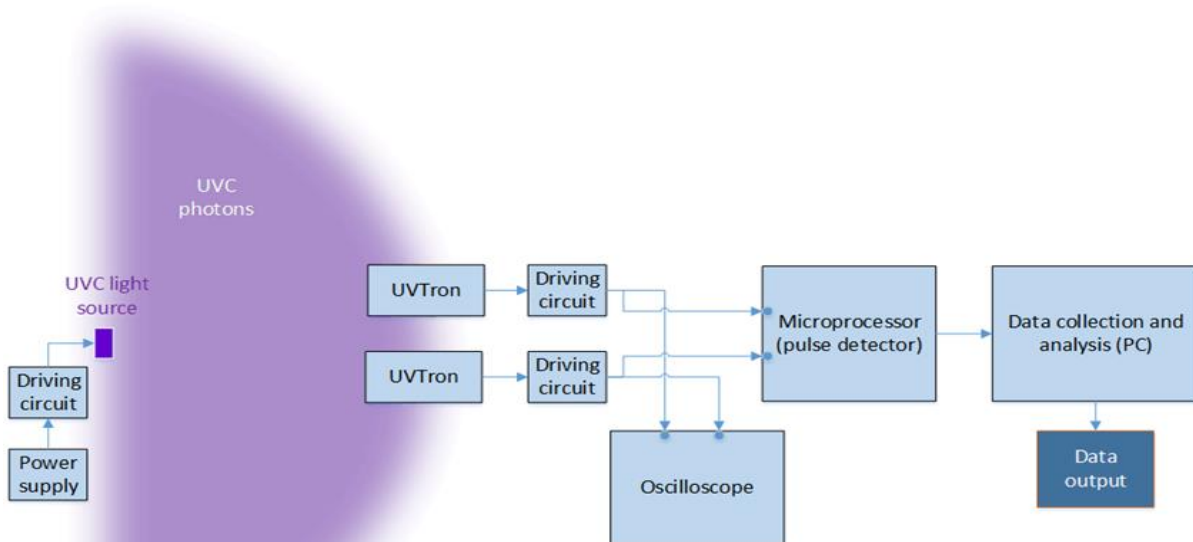 UVC
photons
UVC light
source
Driving
circuit
Power
supply
UVTron
Driving
circuit
UVTron
Driving
circuit
Oscilloscope
Microprocessor
(pulse detector)
Data collection and
analysis (PC)
Data
output